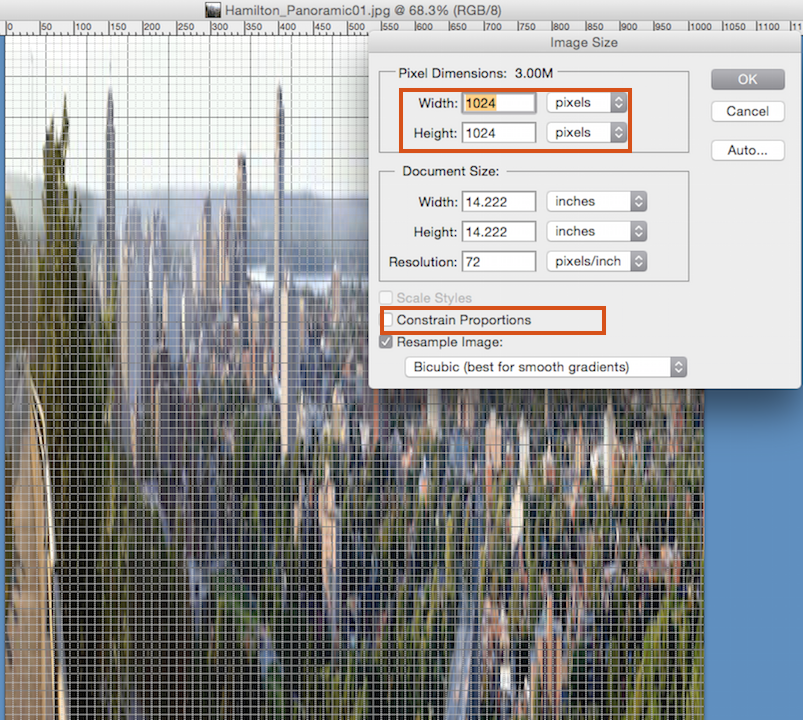 Hamilton_Panoramic01.jpg @ 68.3% (RGB/8)
0 50 100 150 200 250 300 350 400 450 500 550 600 650 700 750 800 850 900 950 1000 1050 1100
Image Size
Pixel Dimensions: 3.00M
OK
Width: 1024 pixels
Cancel
Height: 1024 pixels
Auto...
Document Size:
Width: 14.222 inches
Height: 14.222 inches
Resolution: 72 pixels/inch
Scale Styles
Constrain Proportions
Resample Image:
Bicubic (best for smooth gradients)